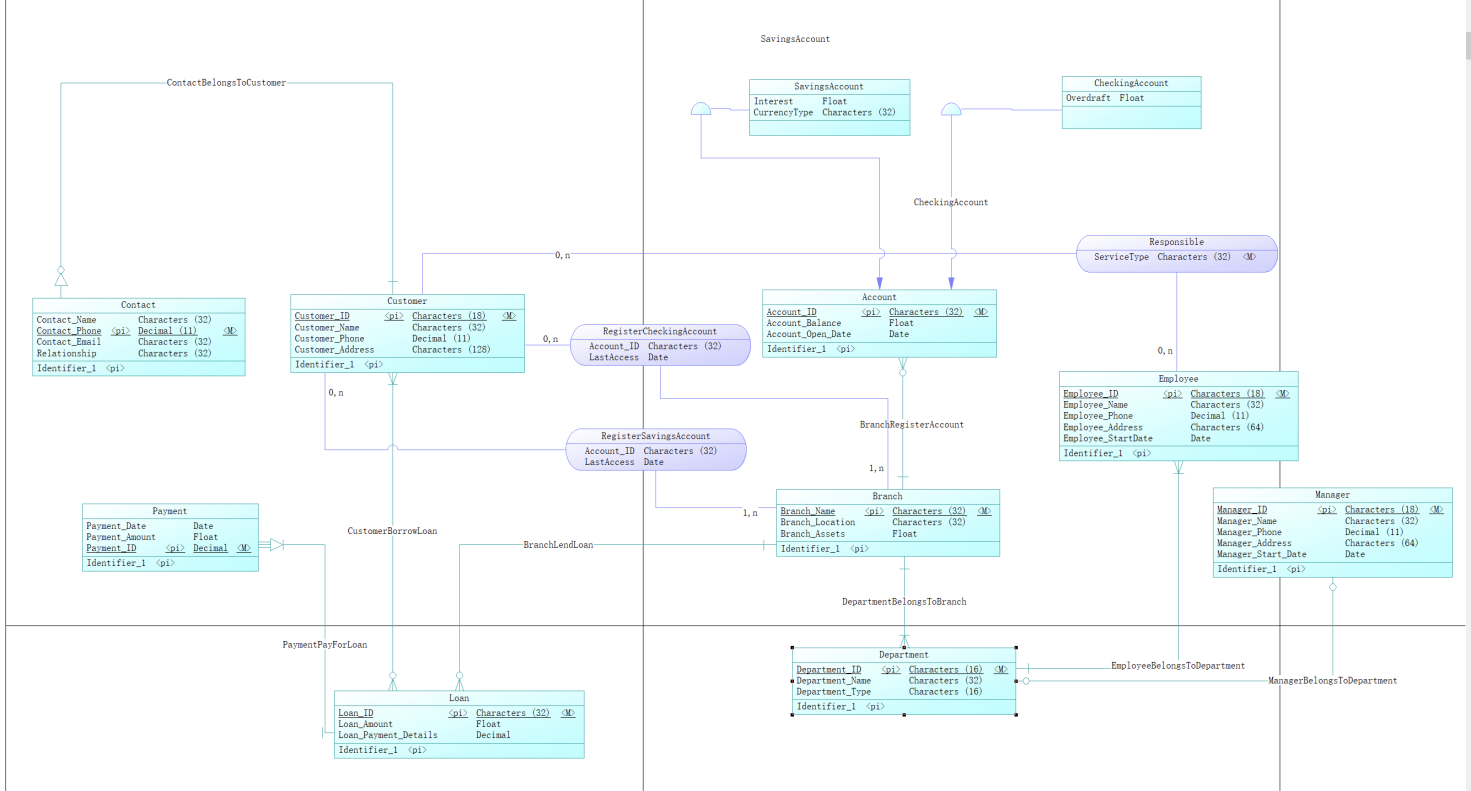 SavingsAccount
ContactBelongsToCustomer
SavingsAccount
Interest Float
CurrencyType Characters (32)
CheckingAccount
Overdraft Float
CheckingAccount
Responsible
ServiceType Characters (32) <M>
0,n
Contact
Contact_Name Characters (32)
Contact_Phone <pi> Decimal (11) <M>
Contact_Email Characters (32)
Relationship Characters (32)
Identifier_1 <pi>
Customer
Customer_ID <pi> Characters (18) <M>
Customer_Name Characters (32)
Customer_Phone Decimal (11)
Customer_Address Characters (128)
Identifier_1 <pi>
0,n
RegisterCheckingAccount
Account_ID Characters (32)
LastAccess Date
Account
Account_ID <pi> Characters (32) <M>
Account_Balance Float
Account_Open_Date Date
Identifier_1 <pi>
0,n
Employee
Employee_ID <pi> Characters (18) <M>
Employee_Name Characters (32)
Employee_Phone Decimal (11)
Employee_Address Characters (64)
Employee_StartDate Date
Identifier_1 <pi>
0,n
BranchRegisterAccount
RegisterSavingsAccount
Account_ID Characters (32)
LastAccess Date
1,n
Branch
Branch_Name <pi> Characters (32) <M>
Branch_Location Characters (32)
Branch_Assets Float
Identifier_1 <pi>
1,n
Manager
Manager_ID <pi> Characters (18) <M>
Manager_Name Characters (32)
Manager_Phone Decimal (11)
Manager_Address Characters (64)
Manager_Start_Date Date
Identifier_1 <pi>
Payment
Payment_Date Date
Payment_Amount Float
Payment_ID <pi> Decimal <M>
Identifier_1 <pi>
CustomerBorrowLoan
BranchLendLoan
DepartmentBelongsToBranch
PaymentPayForLoan
Department
Department_ID <pi> Characters (16) <M>
Department_Name Characters (32)
Department_Type Characters (16)
Identifier_1 <pi>
EmployeeBelongsToDepartment
ManagerBelongsToDepartment
Loan
Loan_ID <pi> Characters (32) <M>
Loan_Amount Float
Loan_Payment_Details Decimal
Identifier_1 <pi>